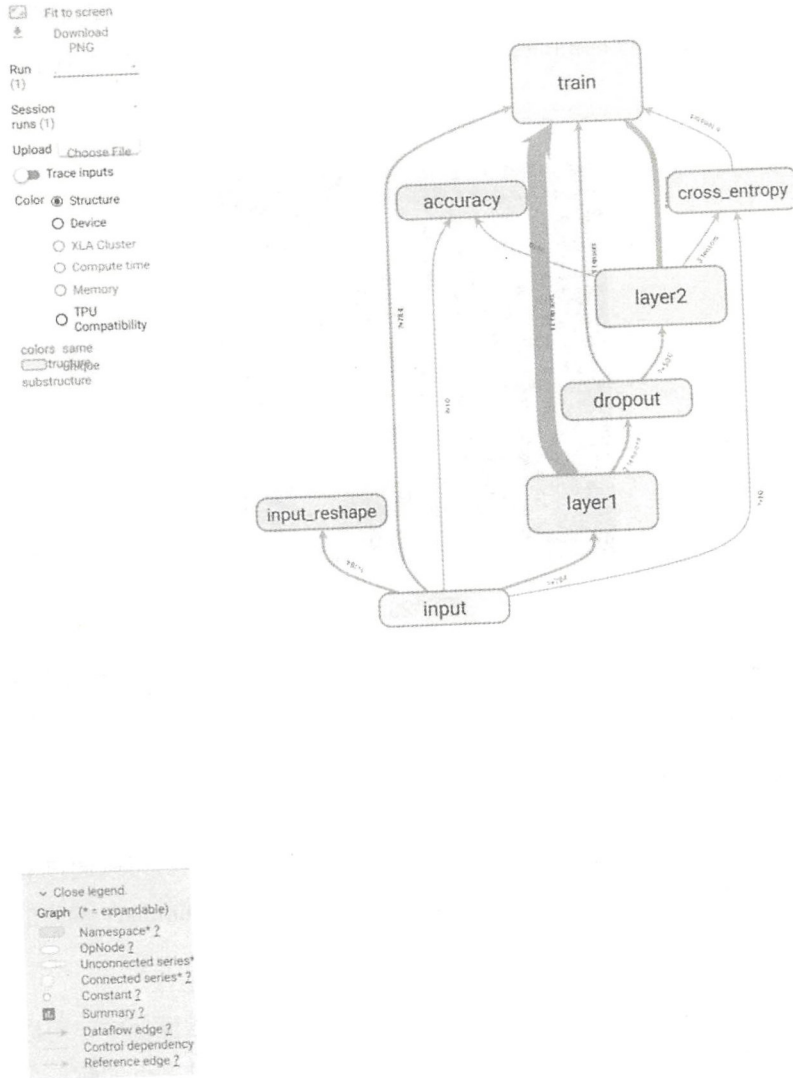 Fit to screen
Download
PNG
Run
(1)
Session
runs (1)
Upload Choose File
Trace inputs
Color Structure
Device
XLA Cluster
Compute time
Memory
TPU
Compatibility
colors same
substructure
train
accuracy
cross_entropy
layer2
dropout
layer1
input_reshape
input
Close legend.
Graph (* = expandable)
Namespace* ?
OpNode ?
Unconnected series*
Connected series* ?
Constant ?
Summary ?
Dataflow edge ?
Control dependency
Reference edge ?